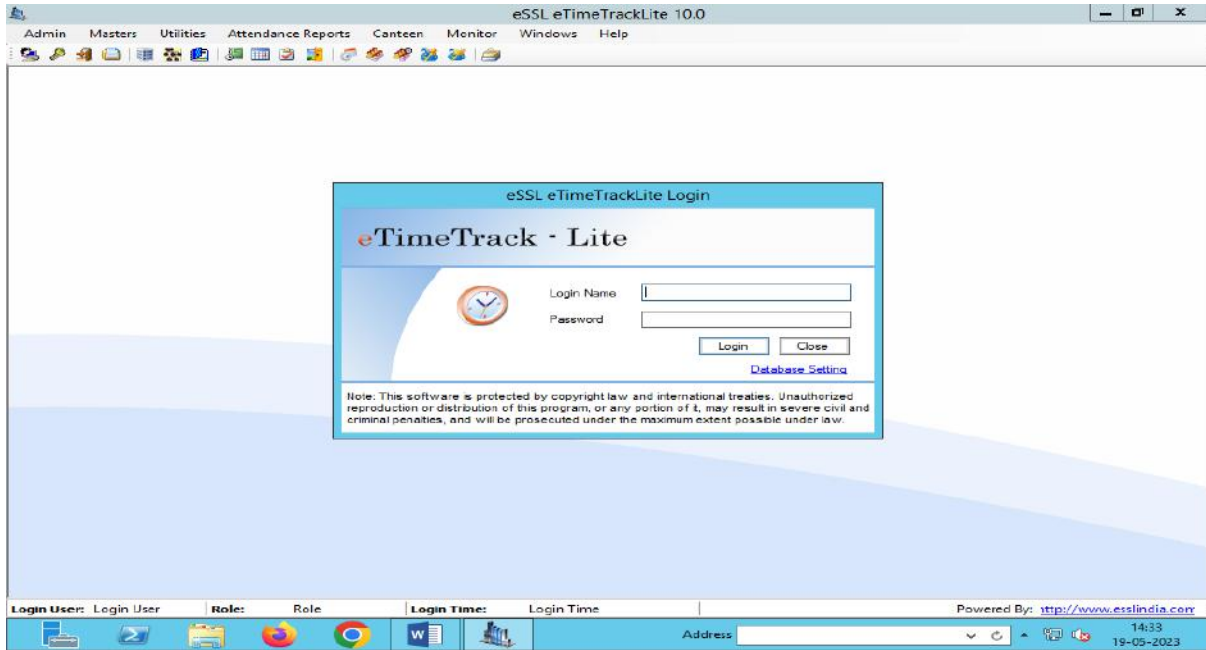 eSSL eTimeTrackLite 10.0
Admin Masters Utilities Attendance Reports Canteen Monitor Windows Help
eSSL eTimeTrackLite Login
eTimeTrack - Lite
Login Name
Password
Login Close
Database Setting
Note: This software is protected by copyright law and international treaties. Unauthorized
reproduction or distribution of this program, or any portion of it, may result in severe civil and
criminal penalties, and will be prosecuted under the maximum extent possible under law.
Login User: Login User Role: Role Login Time: Login Time Powered By: http://www.esslindia.com
Address 14:33
19-05-2023